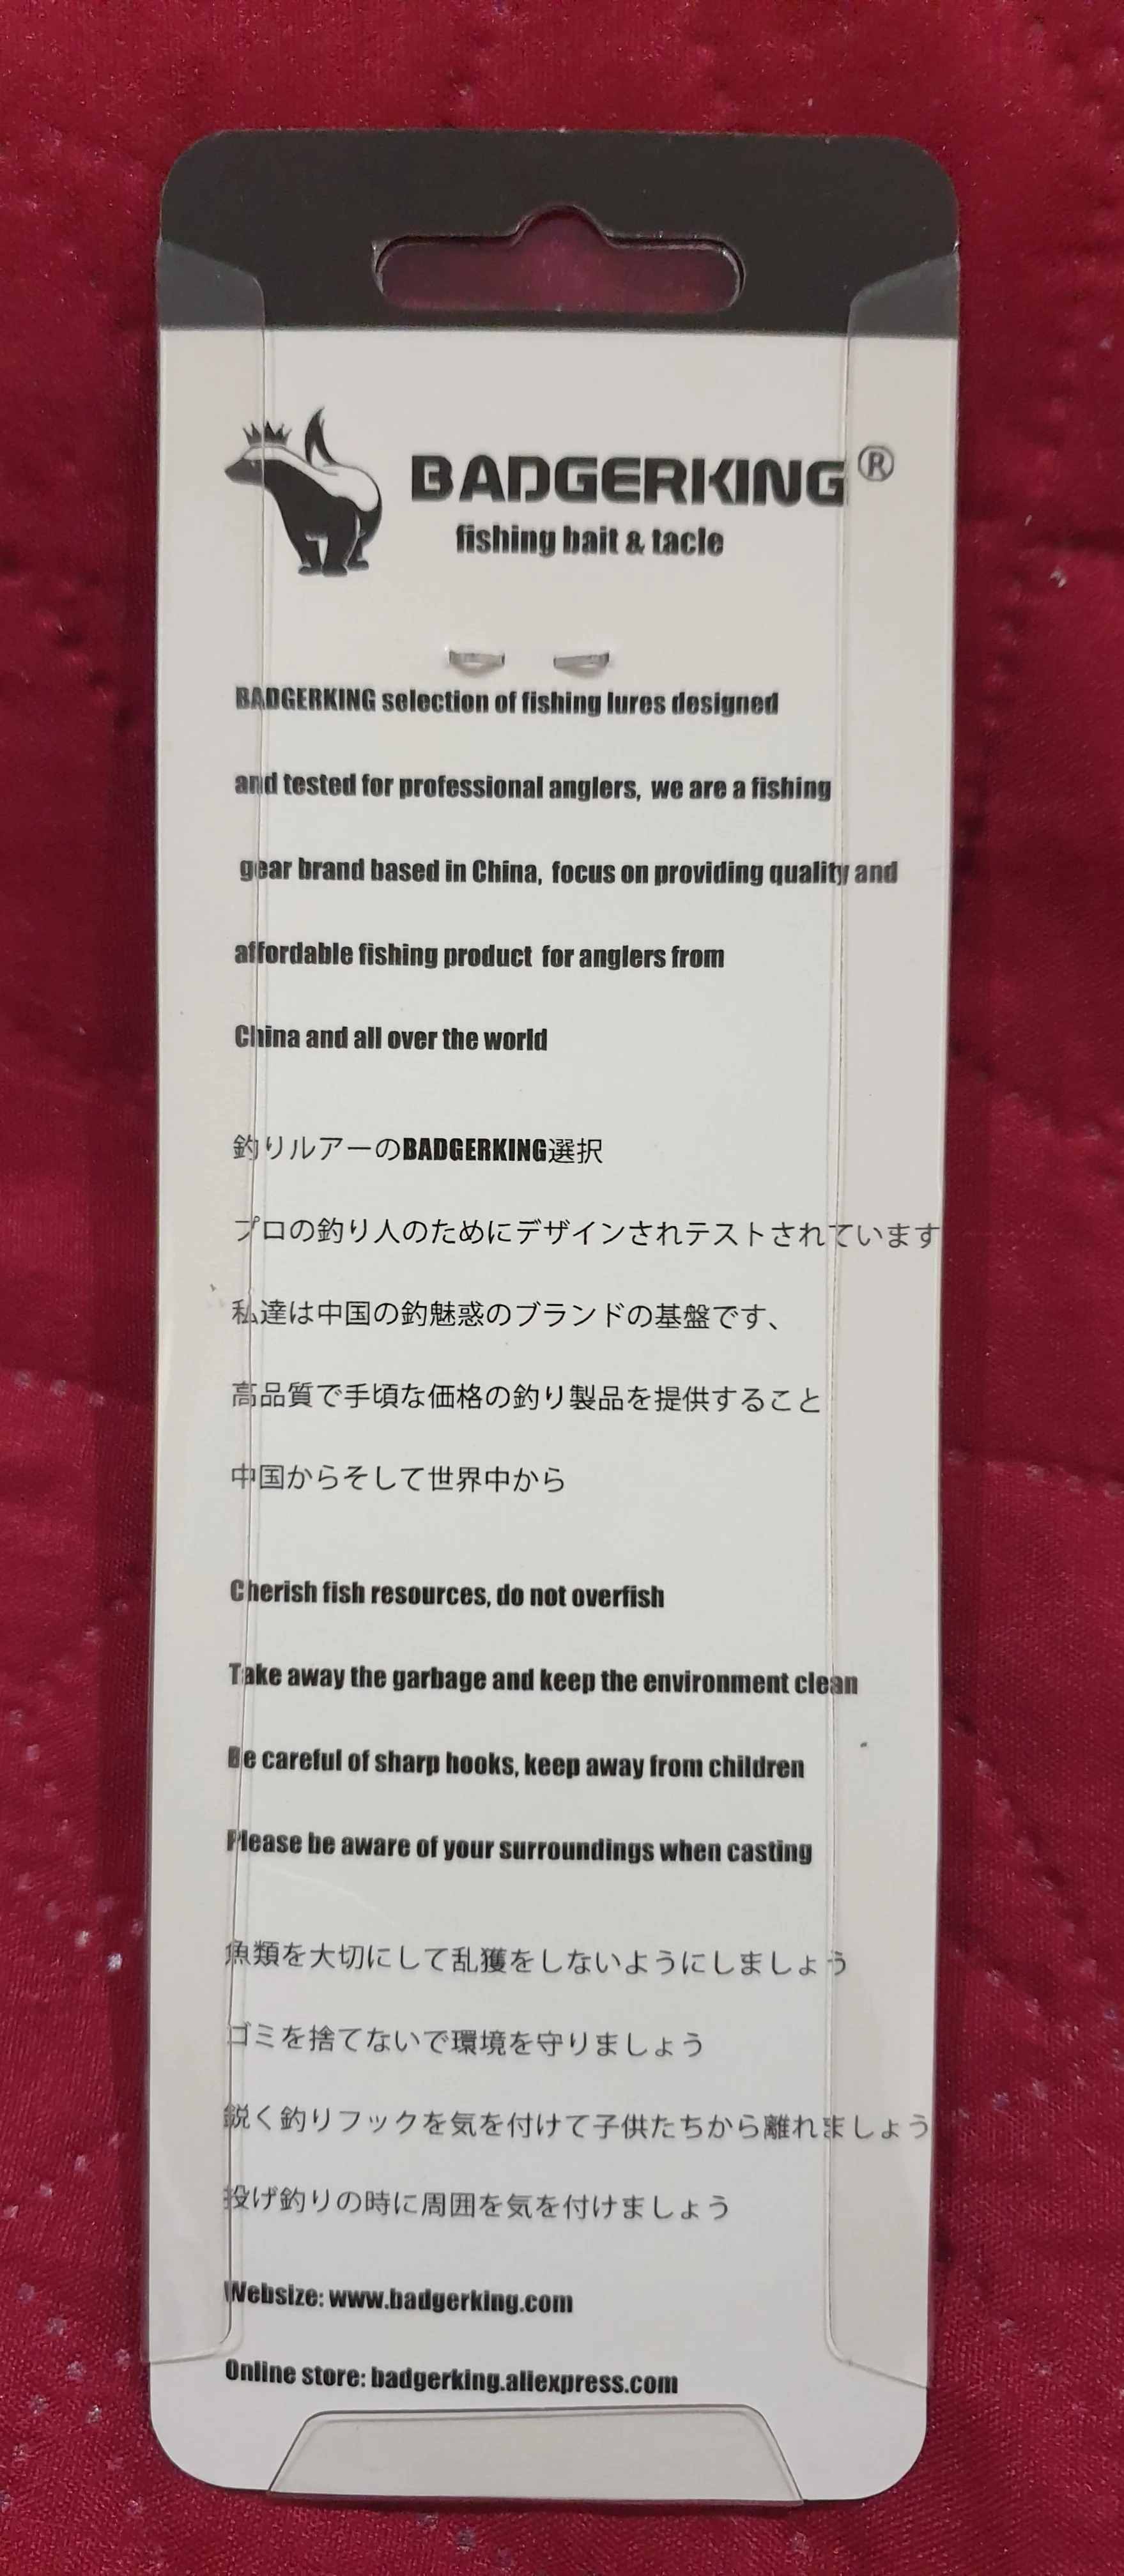 BADGERKING®
fishing bait & tacle
BADGERKING selection of fishing lures designed
and tested for professional anglers, we are a fishing
gear brand based in China, focus on providing quality and
affordable fishing product for anglers from
China and all over the world
釣りルアーのBADGERKING選択
プロの釣り人のためにデザインされテストされています
私達は中国の釣魅惑のブランドの基盤です、
高品質で手頃な価格の釣り製品を提供すること
中国からそして世界中から
Cherish fish resources, do not overfish
Take away the garbage and keep the environment clean
Be careful of sharp hooks, keep away from children
Please be aware of your surroundings when casting
魚類を大切にして乱獲をしないようにしましょう
ゴミを捨てないで環境を守りましょう
鋭く釣りフックを気を付けて子供たちから離れましょう
投げ釣りの時に周囲を気を付けましょう
Websize: www.badgerking.com
Online store: badgerking.aliexpress.com